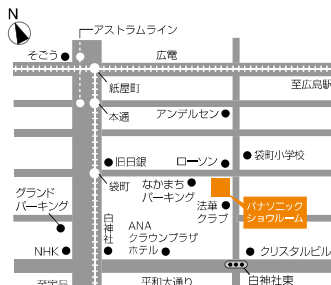 N
アストラムライン
そごう
広電
紙屋町
至広島駅
本通
アンデルセン
旧日銀
ローソン
袋町小学校
袋町
なかまち
パーキング
グランド
パーキング
法華
クラブ
パナソニック
ショウルーム
白神社
ANA
クラウンプラザ
ホテル
NHK
クリスタルビル
平和大通り
白神社東